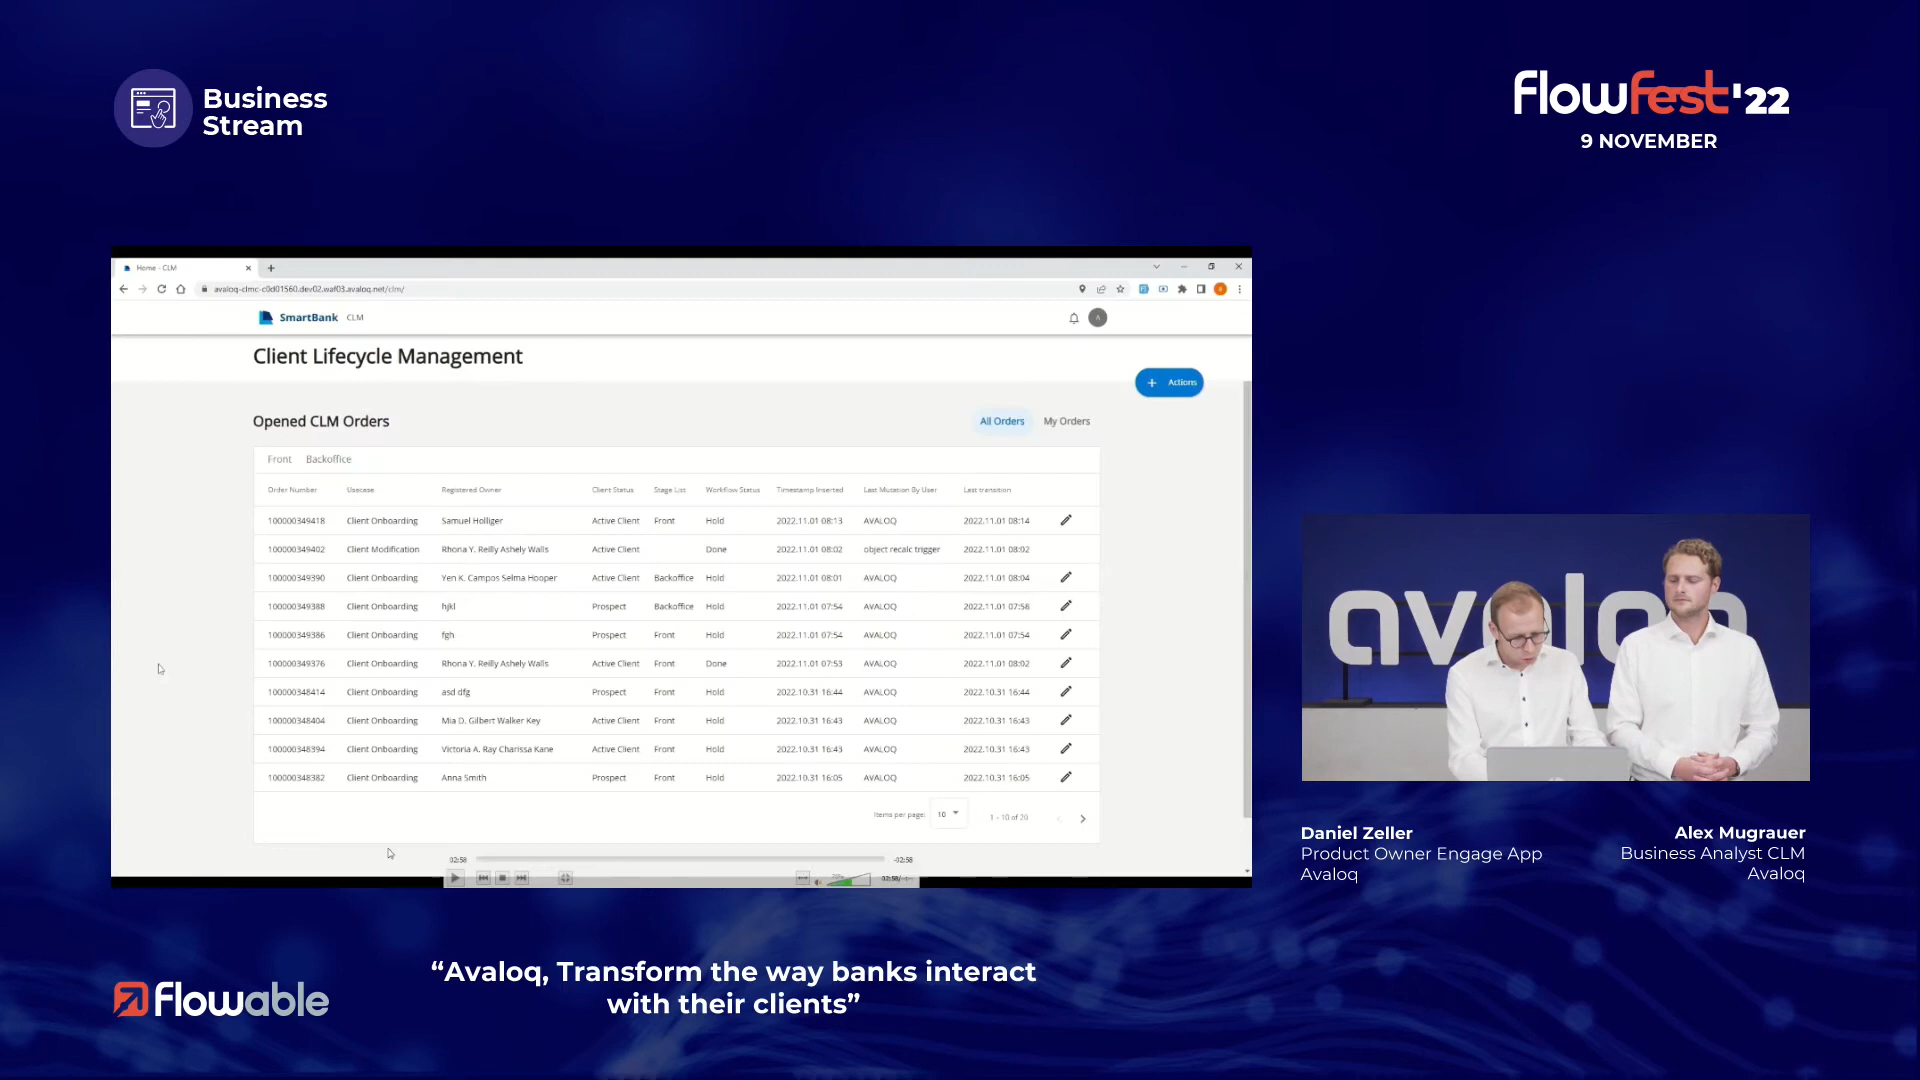 Business
Stream
flowfest'22
9 NOVEMBER
Home - CLM
avaloq-clmc-c9d01560.dev02.waf03.avaloq.net/clm/
SmartBank CLM
A
Client Lifecycle Management
+ Actions
Opened CLM Orders
All Orders My Orders
Front Backoffice
Order Number Usecase Registered Owner Client Status Stage List Workflow Status Timestamp Inserted Last Mutation By User Last transition
100000349418 Client Onboarding Samuel Holliger Active Client Front Hold 2022.11.01 08:13 AVALOQ 2022.11.01 08:14
100000349402 Client Modification Rhona Y. Reilly Ashely Walls Active Client Done 2022.11.01 08:02 object recalc trigger 2022.11.01 08:02
100000349390 Client Onboarding Yen K. Campos Selma Hooper Active Client Backoffice Hold 2022.11.01 08:01 AVALOQ 2022.11.01 08:04
100000349388 Client Onboarding hjkl Prospect Backoffice Hold 2022.11.01 07:54 AVALOQ 2022.11.01 07:58
100000349386 Client Onboarding fgh Prospect Front Hold 2022.11.01 07:54 AVALOQ 2022.11.01 07:54
100000349376 Client Onboarding Rhona Y. Reilly Ashely Walls Active Client Front Done 2022.11.01 07:53 AVALOQ 2022.11.01 08:02
100000348414 Client Onboarding asd dfg Prospect Front Hold 2022.10.31 16:44 AVALOQ 2022.10.31 16:44
100000348404 Client Onboarding Mia D. Gilbert Walker Key Active Client Front Hold 2022.10.31 16:43 AVALOQ 2022.10.31 16:43
100000348394 Client Onboarding Victoria A. Ray Charissa Kane Active Client Front Hold 2022.10.31 16:43 AVALOQ 2022.10.31 16:43
100000348382 Client Onboarding Anna Smith Prospect Front Hold 2022.10.31 16:05 AVALOQ 2022.10.31 16:05
Items per page: 10 1 - 10 of 20
02:58 -02:58
avaloq
Daniel Zeller
Product Owner Engage App
Avaloq
Alex Mugrauer
Business Analyst CLM
Avaloq
flowable
“Avaloq, Transform the way banks interact
with their clients”